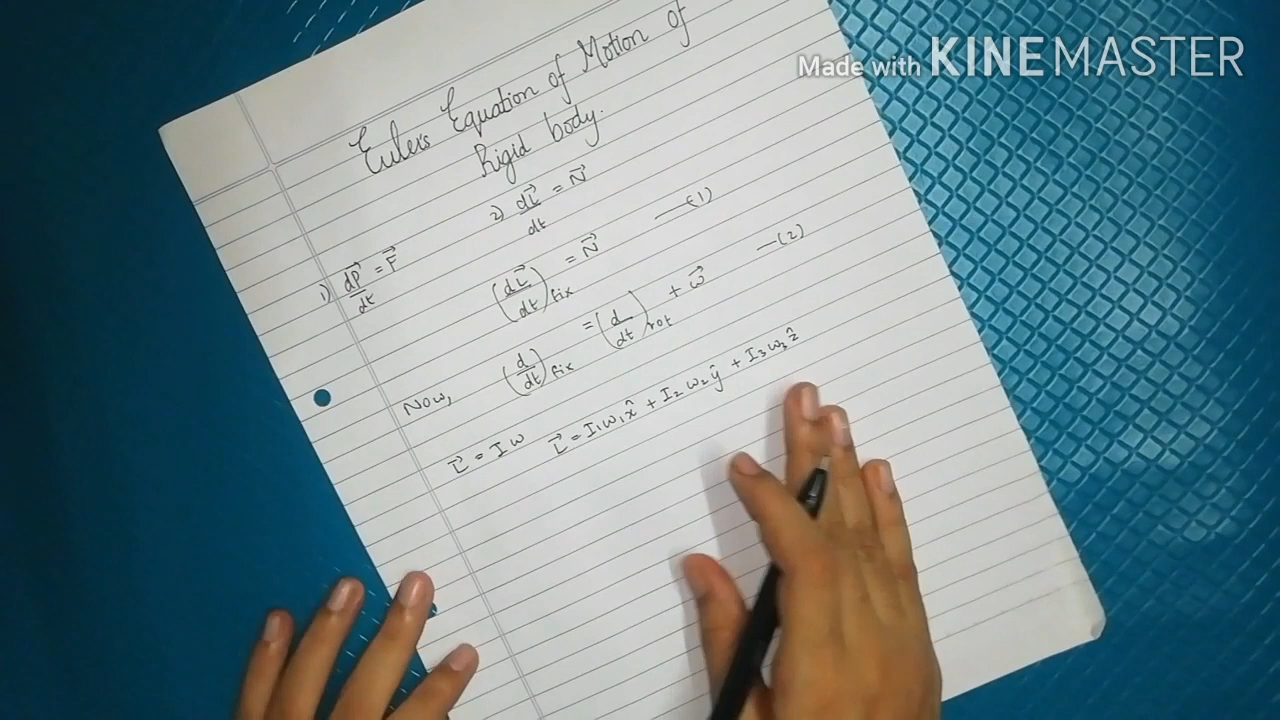 Made with KINEMASTER
Eulers Equation of Motion of
Rigid body.
1) dP⃗/dt = F⃗ 2) dL⃗/dt = N⃗
(dL⃗/dt)fix = N⃗ —(1)
Now, (d/dt)fix = (d/dt)rot + ω⃗ —(2)
L⃗ = I ω L⃗ = I₁ω₁x̂ + I₂ω₂ŷ + I₃ω₃ẑ